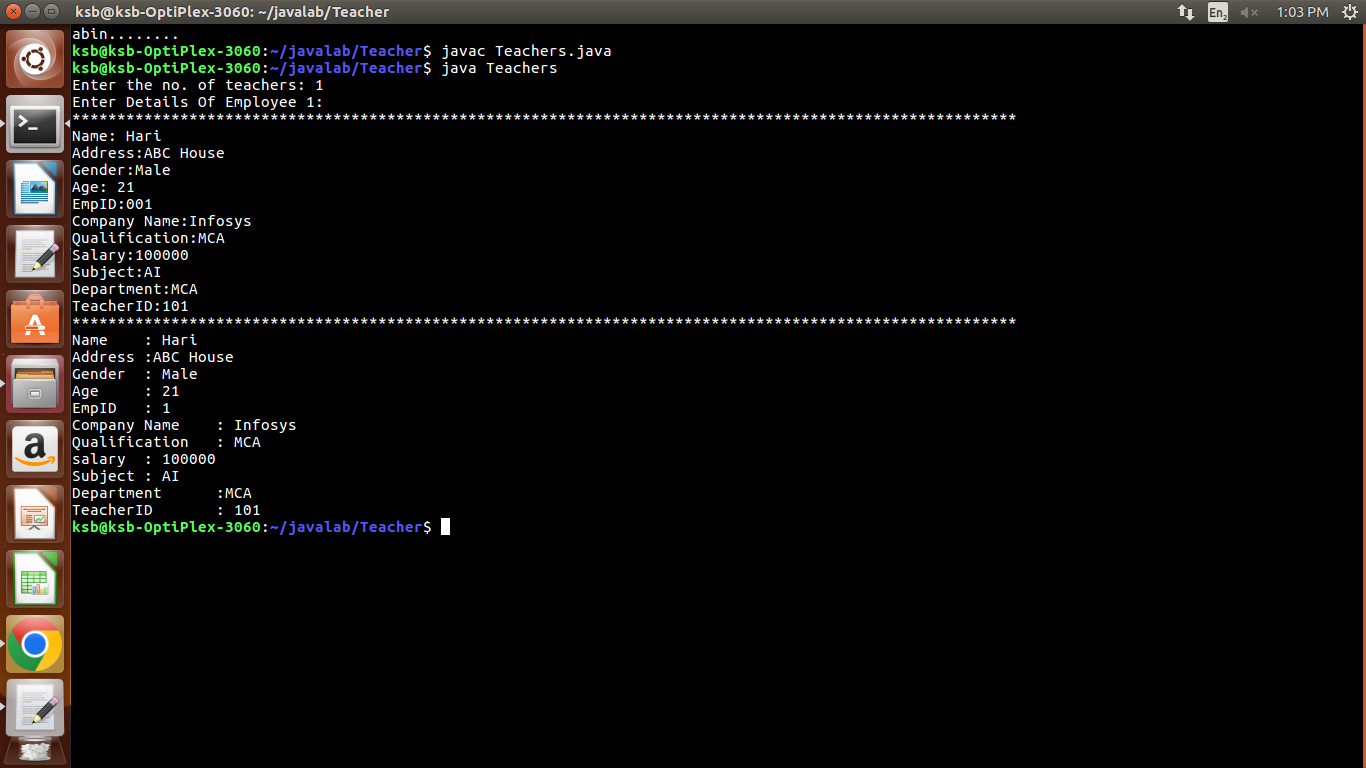 ksb@ksb-OptiPlex-3060: ~/javalab/Teacher
En2
1:03 PM
abin........
ksb@ksb-OptiPlex-3060:~/javalab/Teacher$ javac Teachers.java
ksb@ksb-OptiPlex-3060:~/javalab/Teacher$ java Teachers
Enter the no. of teachers: 1
Enter Details Of Employee 1:
*********************************************************************************************************
Name: Hari
Address:ABC House
Gender:Male
Age: 21
EmpID:001
Company Name:Infosys
Qualification:MCA
Salary:100000
Subject:AI
Department:MCA
TeacherID:101
*********************************************************************************************************
Name    : Hari
Address :ABC House
Gender  : Male
Age     : 21
EmpID   : 1
Company Name    : Infosys
Qualification   : MCA
salary  : 100000
Subject : AI
Department      :MCA
TeacherID       : 101
ksb@ksb-OptiPlex-3060:~/javalab/Teacher$